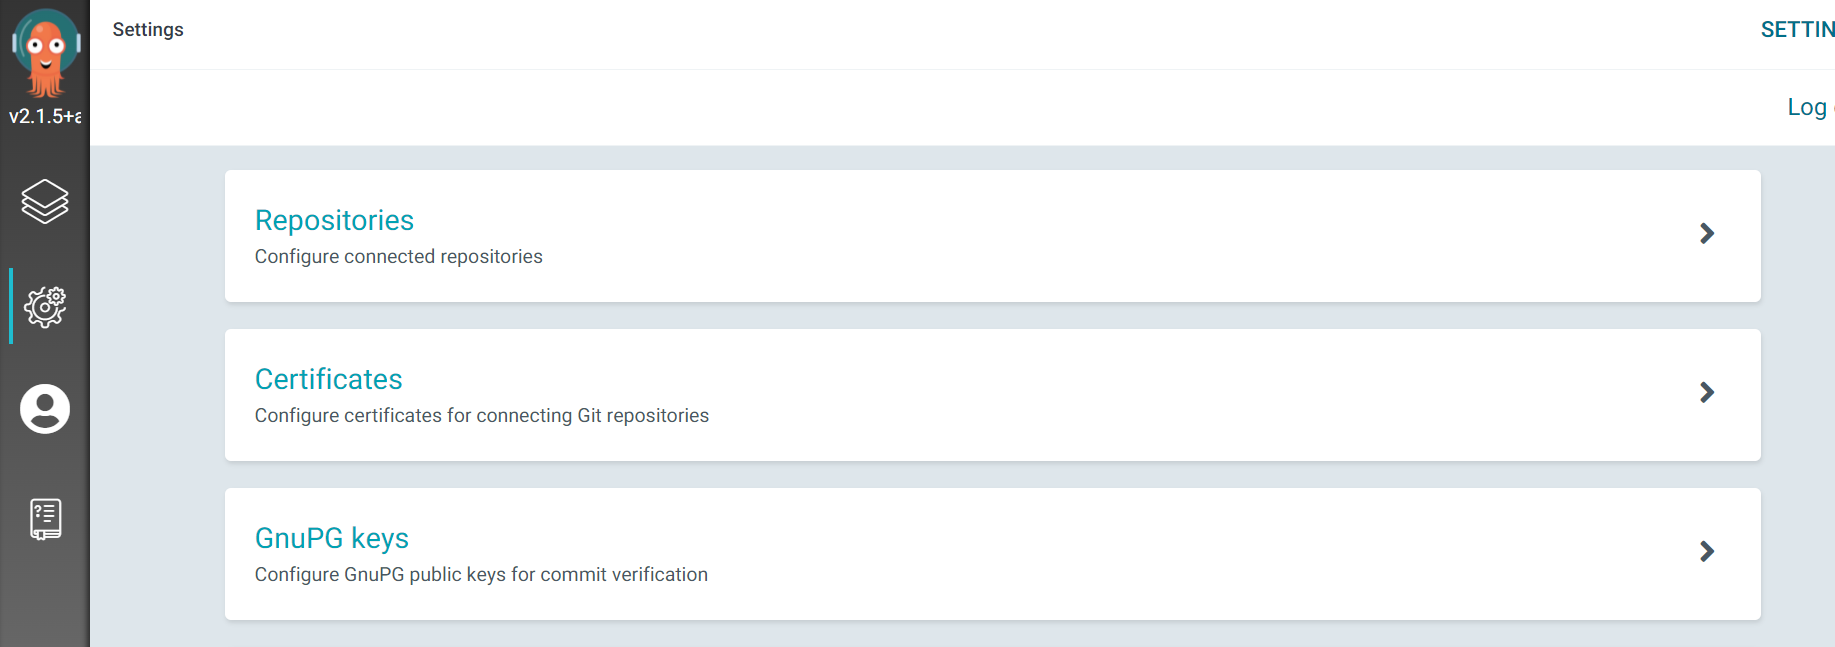 Settings
SETTIN
v2.1.5+a
Log
Repositories
Configure connected repositories
Certificates
Configure certificates for connecting Git repositories
GnuPG keys
Configure GnuPG public keys for commit verification